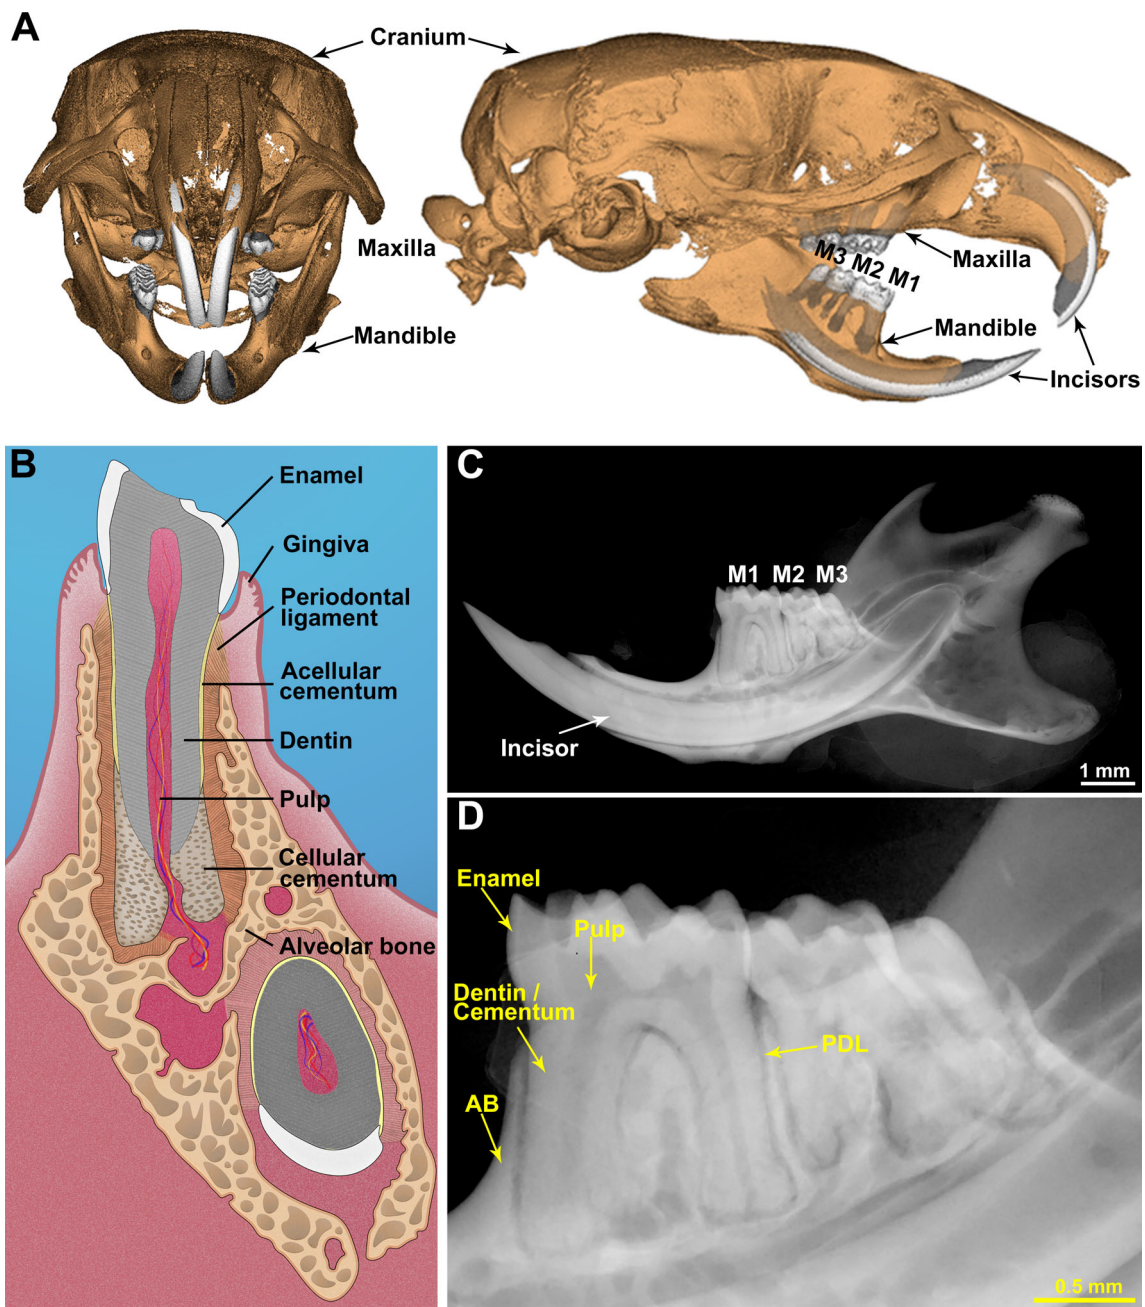 A
Cranium
Maxilla
Mandible
M3 M2 M1
Maxilla
Mandible
Incisors
B
Enamel
Gingiva
Periodontal
ligament
Acellular
cementum
Dentin
Pulp
Cellular
cementum
Alveolar bone
C
M1 M2 M3
Incisor
1 mm
D
Enamel
Pulp
Dentin /
Cementum
PDL
AB
0.5 mm